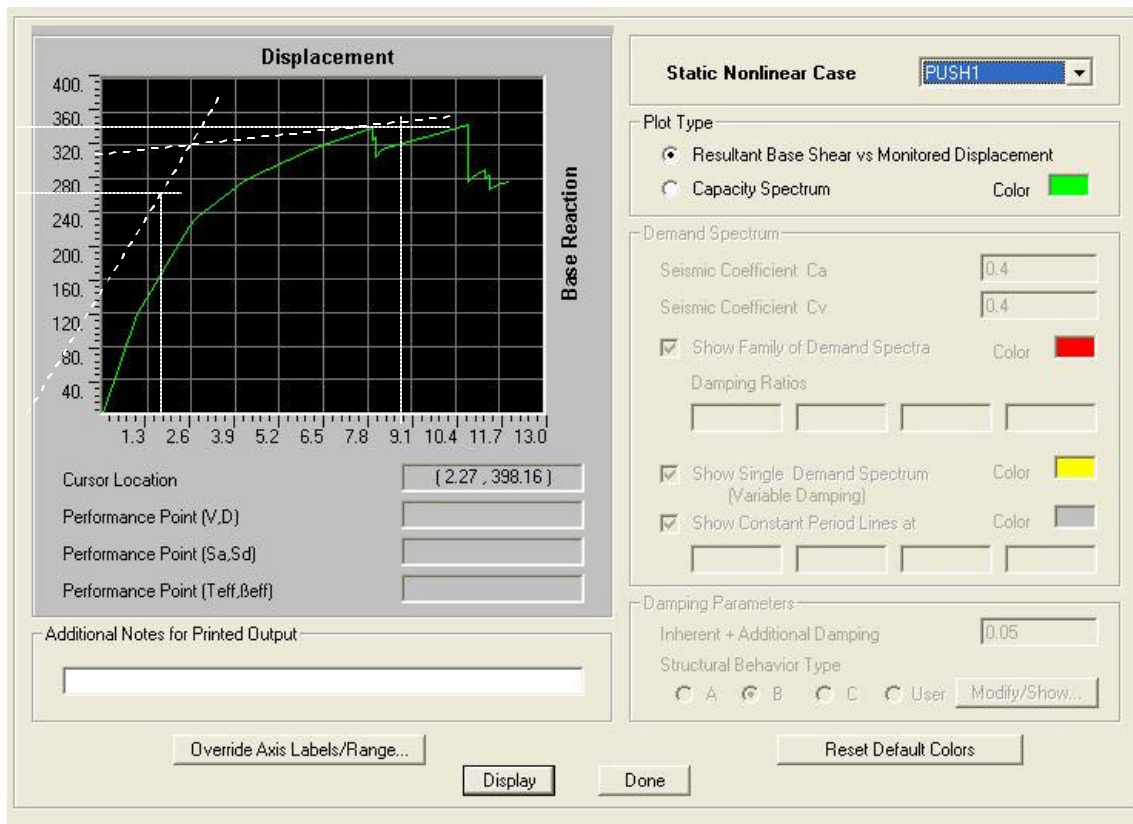 Displacement
400.
360.
320.
280.
240.
200.
160.
120.
80.
40.
1.3 2.6 3.9 5.2 6.5 7.8 9.1 10.4 11.7 13.0
Base Reaction
Cursor Location (2.27 , 398.16 )
Performance Point (V,D)
Performance Point (Sa,Sd)
Performance Point (Teff,ßeff)
Additional Notes for Printed Output
Override Axis Labels/Range...
Static Nonlinear Case PUSH1
Plot Type
Resultant Base Shear vs Monitored Displacement
Capacity Spectrum Color
Demand Spectrum
Seismic Coefficient Ca 0.4
Seismic Coefficient Cv 0.4
Show Family of Demand Spectra Color
Damping Ratios
Show Single Demand Spectrum Color
(Variable Damping)
Show Constant Period Lines at Color
Damping Parameters
Inherent + Additional Damping 0.05
Structural Behavior Type
A B C User Modify/Show...
Reset Default Colors
Display Done